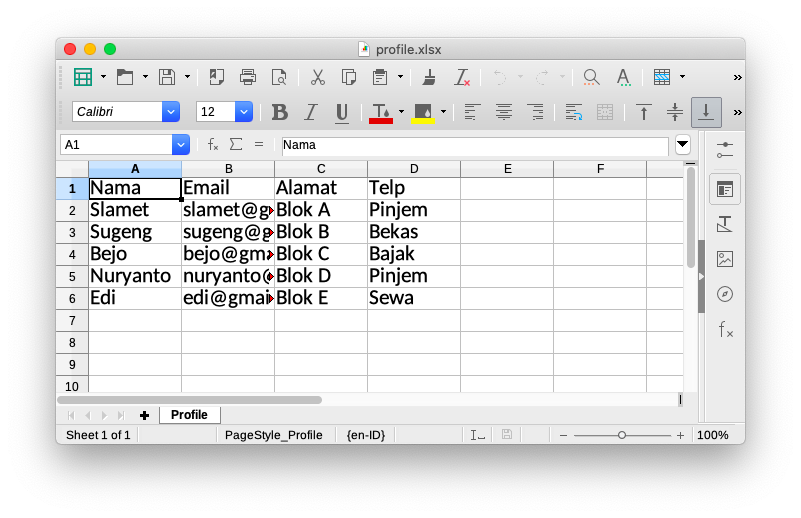 profile.xlsx
Calibri 12 B I U
A1 fx Σ = Nama
A B C D E F
1 Nama Email Alamat Telp
2 Slamet slamet@g Blok A Pinjem
3 Sugeng sugeng@g Blok B Bekas
4 Bejo bejo@gma Blok C Bajak
5 Nuryanto nuryanto@ Blok D Pinjem
6 Edi edi@gmai Blok E Sewa
7
8
9
10
Profile
Sheet 1 of 1 PageStyle_Profile {en-ID} 100%